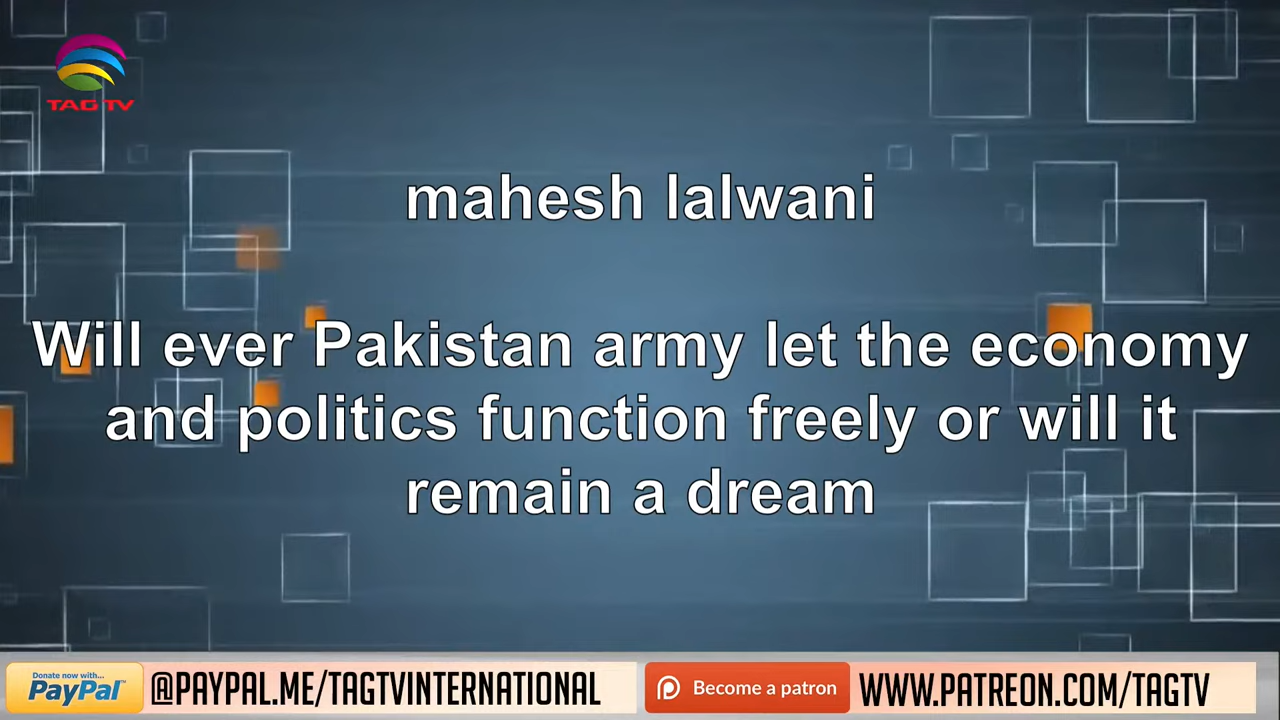 TAG TV
mahesh lalwani
Will ever Pakistan army let the economy
and politics function freely or will it
remain a dream
Donate now with...
PayPal™
@PAYPAL.ME/TAGTVINTERNATIONAL
Become a patron
WWW.PATREON.COM/TAGTV